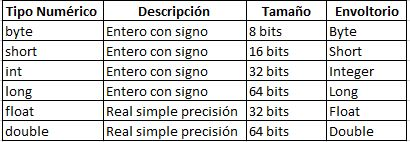 Tipo Numérico Descripción Tamaño Envoltorio
byte Entero con signo 8 bits Byte
short Entero con signo 16 bits Short
int Entero con signo 32 bits Integer
long Entero con signo 64 bits Long
float Real simple precisión 32 bits Float
double Real simple precisión 64 bits Double